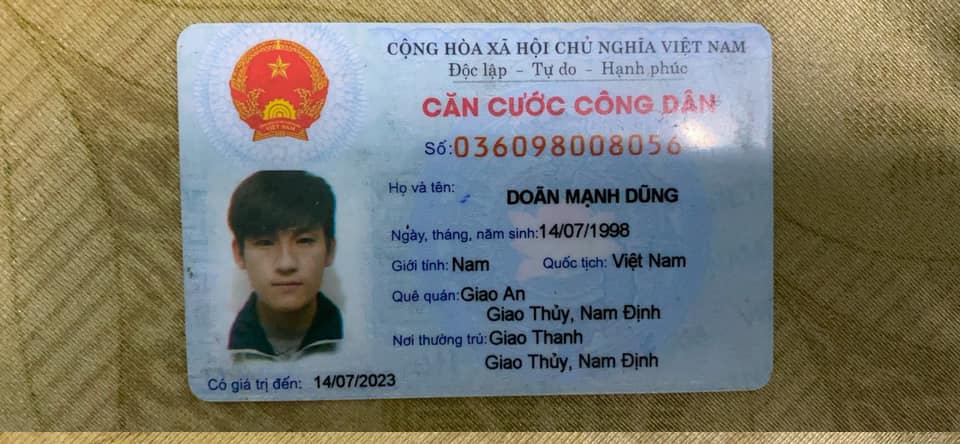 CỘNG HÒA XÃ HỘI CHỦ NGHĨA VIỆT NAM
Độc lập - Tự do - Hạnh phúc
CĂN CƯỚC CÔNG DÂN
Số: 036098008056
Họ và tên: DOÃN MẠNH DŨNG
Ngày, tháng, năm sinh: 14/07/1998
Giới tính: Nam Quốc tịch: Việt Nam
Quê quán: Giao An
Giao Thủy, Nam Định
Nơi thường trú: Giao Thanh
Giao Thủy, Nam Định
Có giá trị đến: 14/07/2023
VIỆT NAM